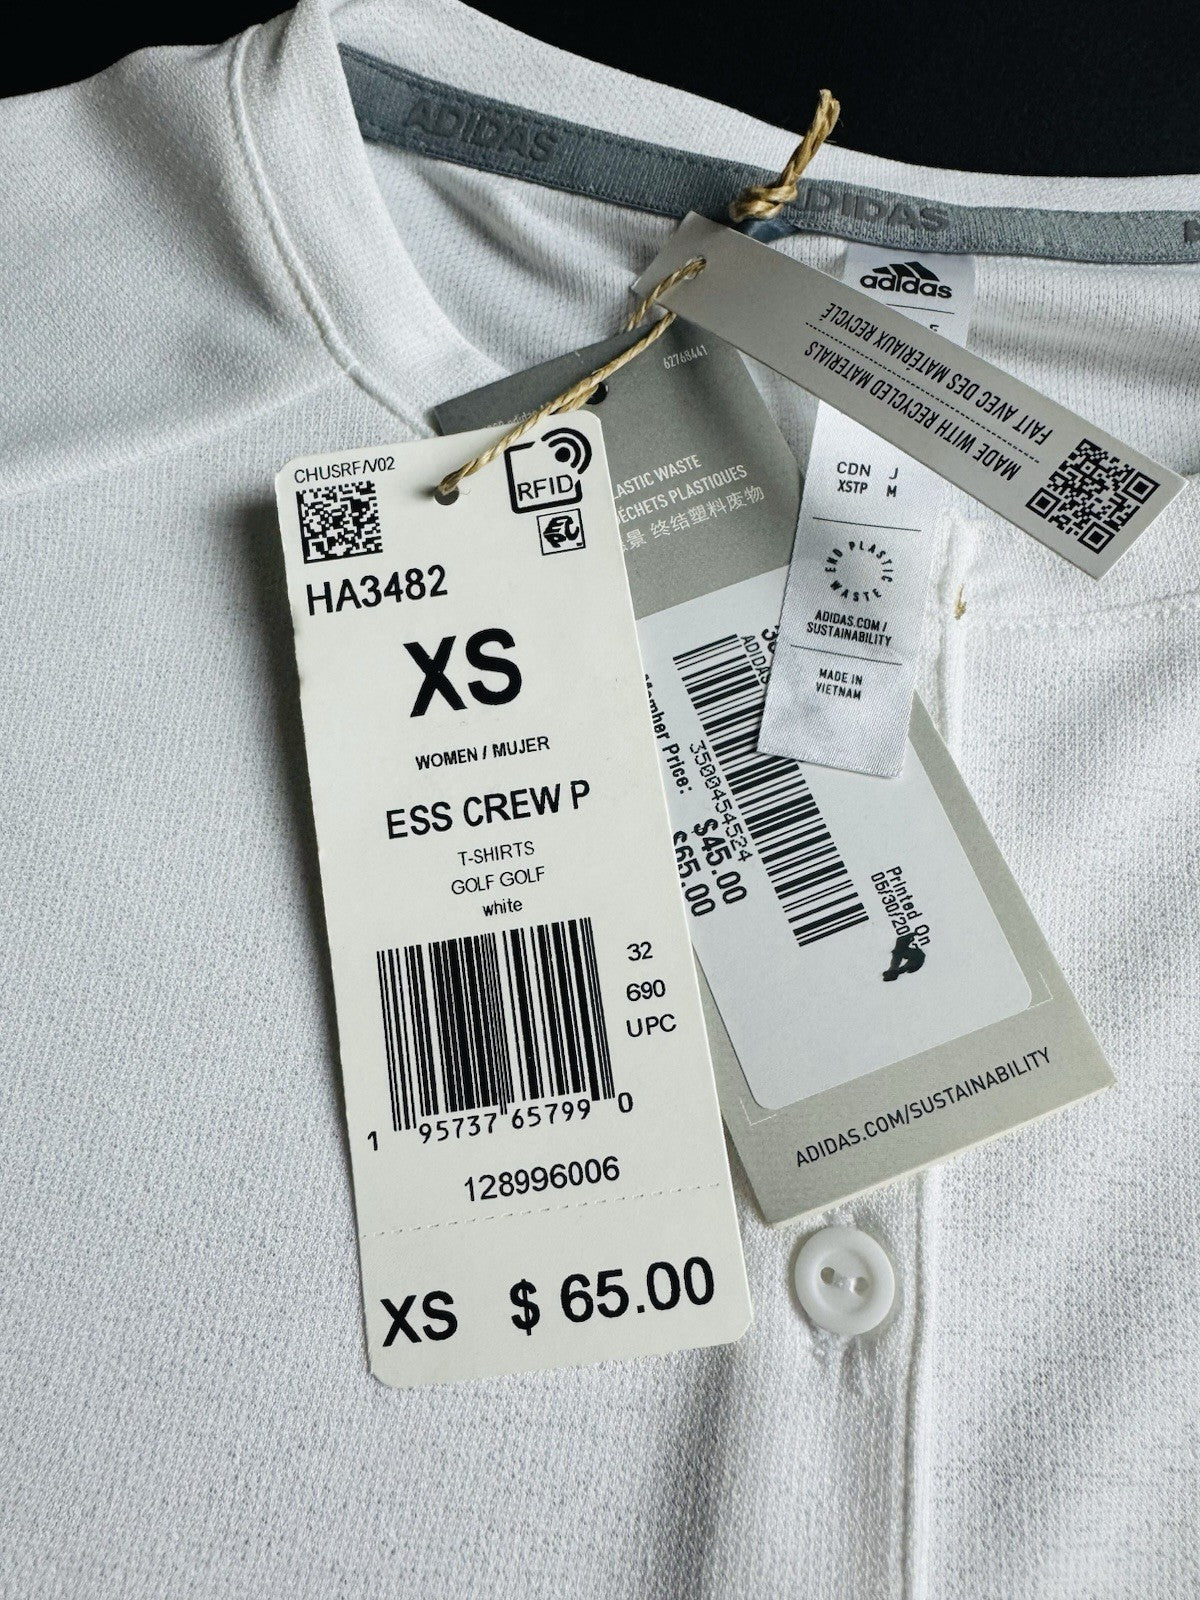 ADIDAS
ADIDAS
adidas
FAIT AVEC DES MATÉRIAUX RECYCLÉ
MADE WITH RECYCLED MATERIALS
62768441
CHUSRF/V02
RFID
EPC
HA3482
XS
WOMEN / MUJER
ESS CREW P
T-SHIRTS
GOLF GOLF
white
32
690
UPC
1 95737 65799 0
128996006
XS $ 65.00
WASTE
PLASTIQUES
终结塑料废物
CDN J
XSTP M
END PLASTIC WASTE
ADIDAS.COM/
SUSTAINABILITY
MADE IN
VIETNAM
ADIDAS
3500454524
Member Price: $45.00
$65.00
Printed On
ADIDAS.COM/SUSTAINABILITY